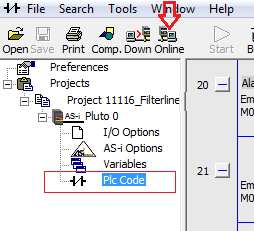 File Search Tools Window Help
Open Save Print Comp. Down Online Start
Preferences
Projects
Project 11116_Filterline
AS-i Pluto 0
I/O Options
AS-i AS-i Options
Variables
Plc Code
20 Ala
Em
M0
21
Em
M0